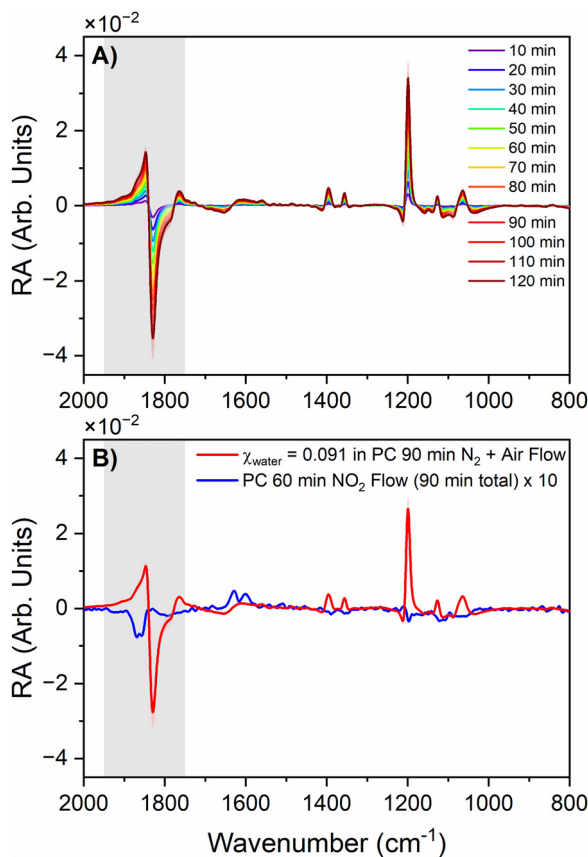 ×10⁻²
A)
10 min
20 min
30 min
40 min
50 min
60 min
70 min
80 min
90 min
100 min
110 min
120 min
RA (Arb. Units)
4
2
0
−2
−4
2000 1800 1600 1400 1200 1000 800
×10⁻²
B)
χwater = 0.091 in PC 90 min N₂ + Air Flow
PC 60 min NO₂ Flow (90 min total) x 10
RA (Arb. Units)
4
2
0
−2
−4
2000 1800 1600 1400 1200 1000 800
Wavenumber (cm⁻¹)